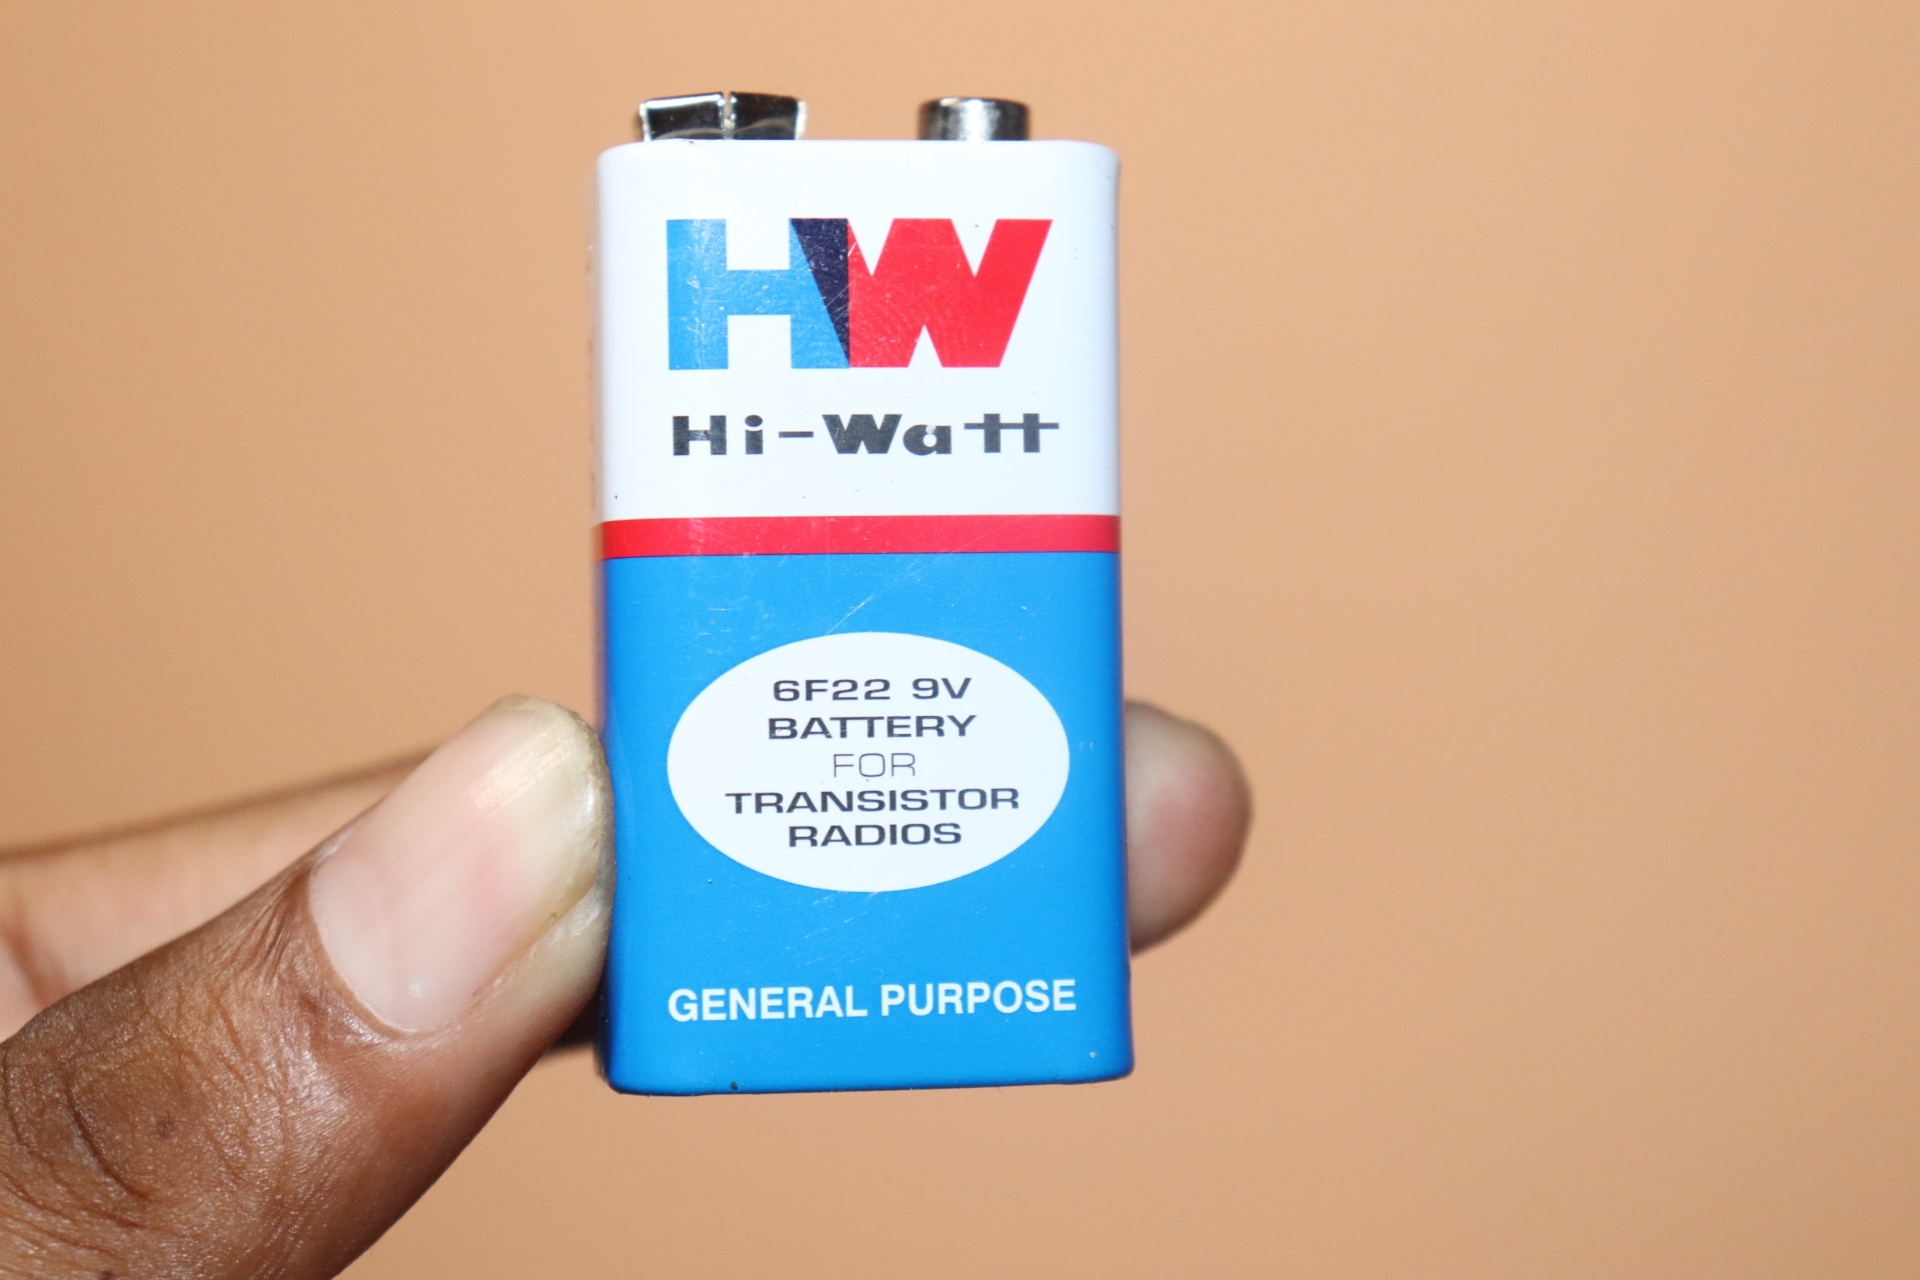 HW
Hi-Watt
6F22 9V
BATTERY
FOR
TRANSISTOR
RADIOS
GENERAL PURPOSE